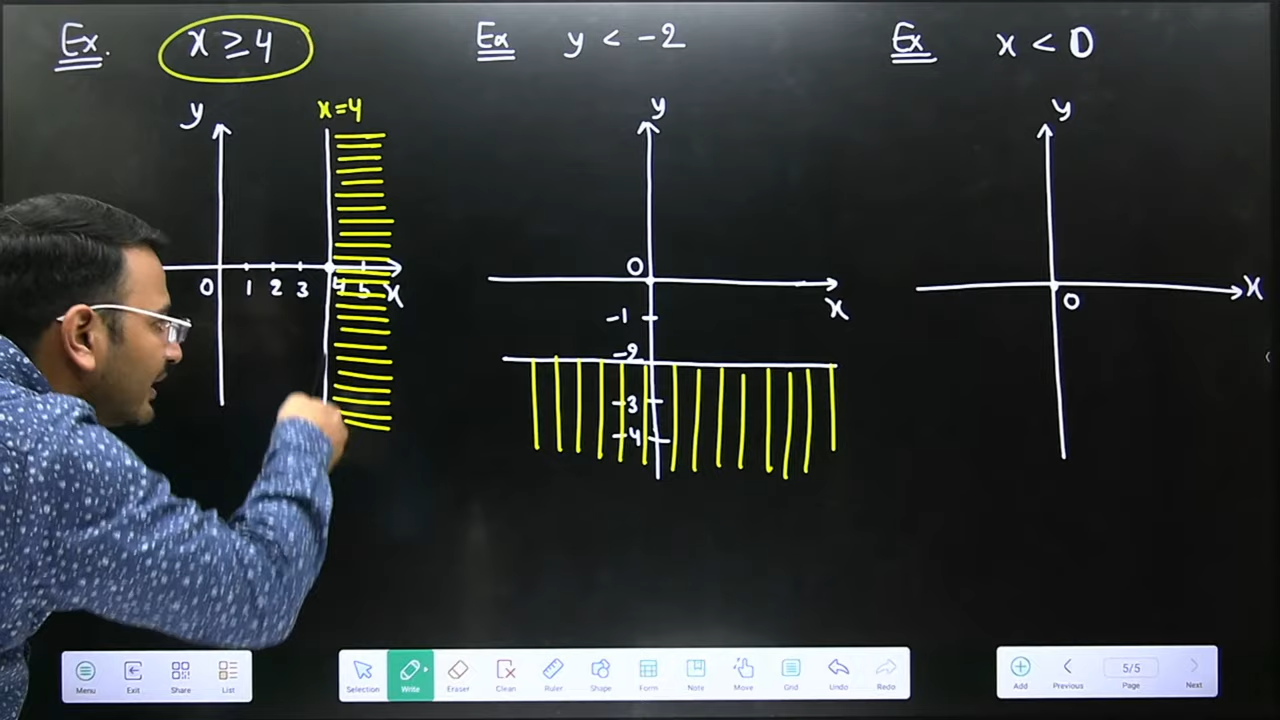 Ex. x ≥ 4
Ex y < -2
Ex x < 0
y
x=4
0 1 2 3 4 5 x
y
0
x
-1
-2
-3
-4
y
x
0
Menu Exit Share List
Selection Write Eraser Clean Ruler Shape Form Note Move Grid Undo Redo
5/5
Add Previous Page Next